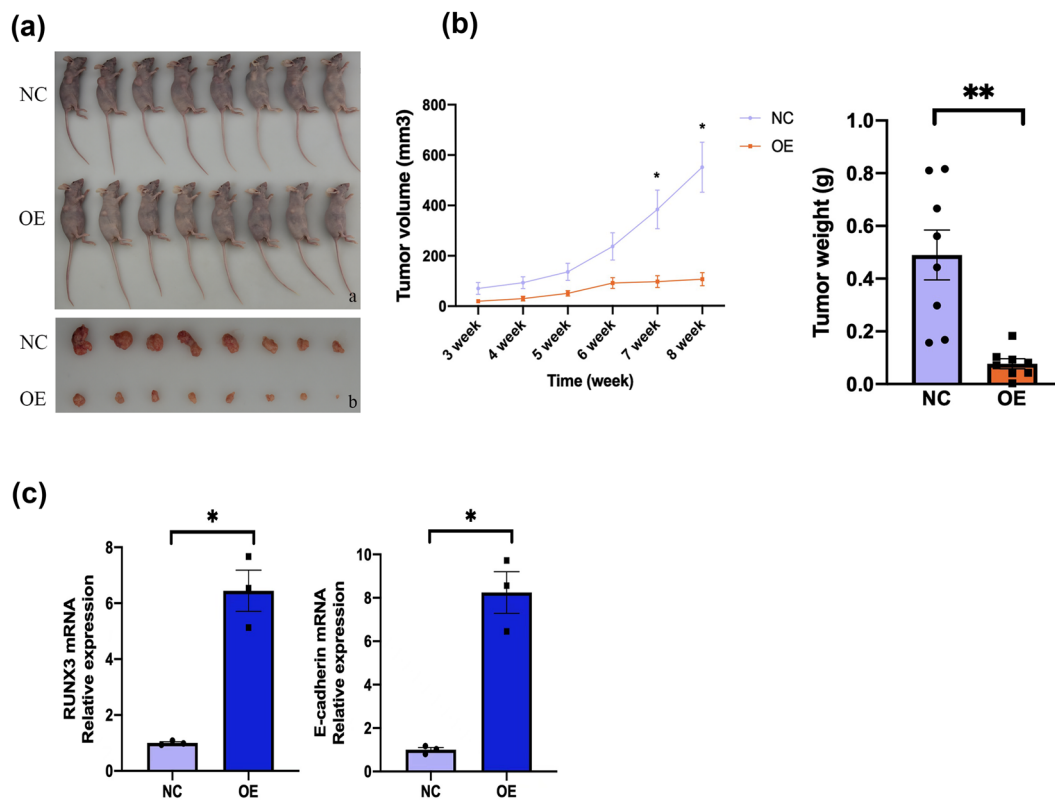 (a)
NC
OE
a
NC
OE
b
(b)
Tumor volume (mm3)
800
600
400
200
0
*
*
NC
OE
3 week
4 week
5 week
6 week
7 week
8 week
Time (week)
Tumor weight (g)
**
1.0
0.8
0.6
0.4
0.2
0.0
NC
OE
(c)
RUNX3 mRNA
Relative expression
*
8
6
4
2
0
NC
OE
E-cadherin mRNA
Relative expression
*
10
8
6
4
2
0
NC
OE